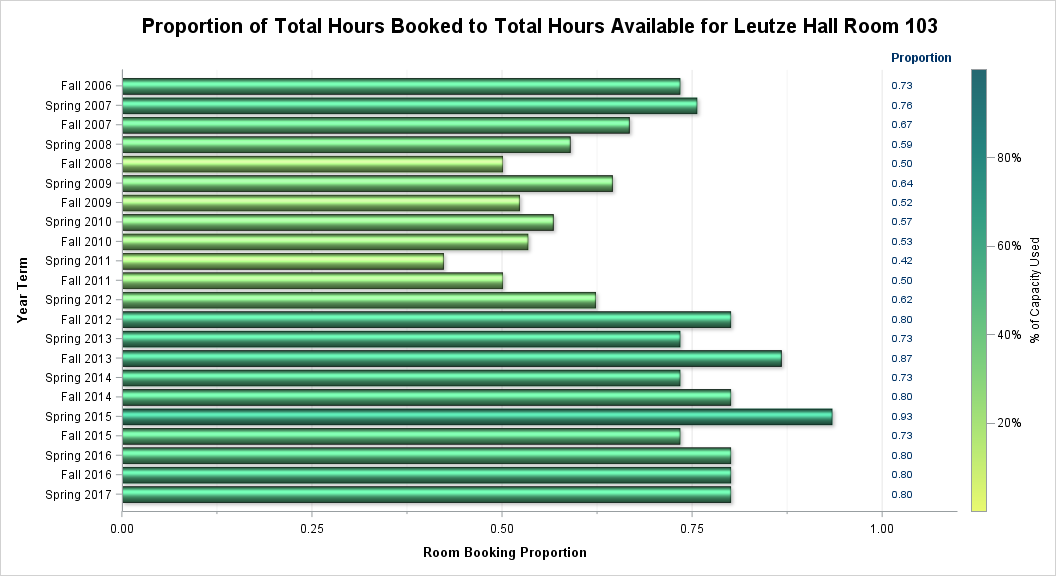 Proportion of Total Hours Booked to Total Hours Available for Leutze Hall Room 103
Proportion
Fall 2006 0.73
Spring 2007 0.76
Fall 2007 0.67
Spring 2008 0.59
Fall 2008 0.50
Spring 2009 0.64
Fall 2009 0.52
Spring 2010 0.57
Fall 2010 0.53
Spring 2011 0.42
Fall 2011 0.50
Spring 2012 0.62
Fall 2012 0.80
Spring 2013 0.73
Fall 2013 0.87
Spring 2014 0.73
Fall 2014 0.80
Spring 2015 0.93
Fall 2015 0.73
Spring 2016 0.80
Fall 2016 0.80
Spring 2017 0.80
Year Term
0.00 0.25 0.50 0.75 1.00
Room Booking Proportion
80%
60%
40%
20%
% of Capacity Used